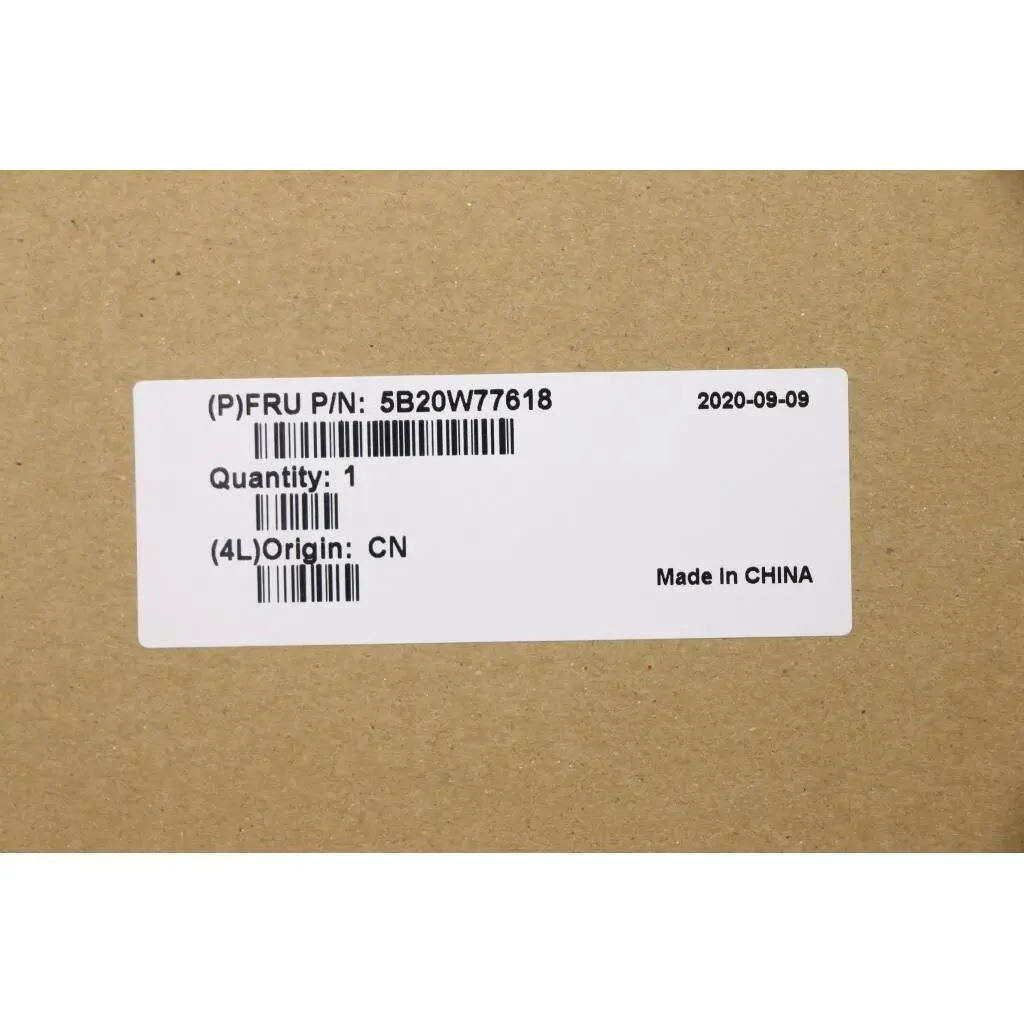 (P)FRU P/N: 5B20W77618
2020-09-09
Quantity: 1
(4L)Origin: CN
Made in CHINA